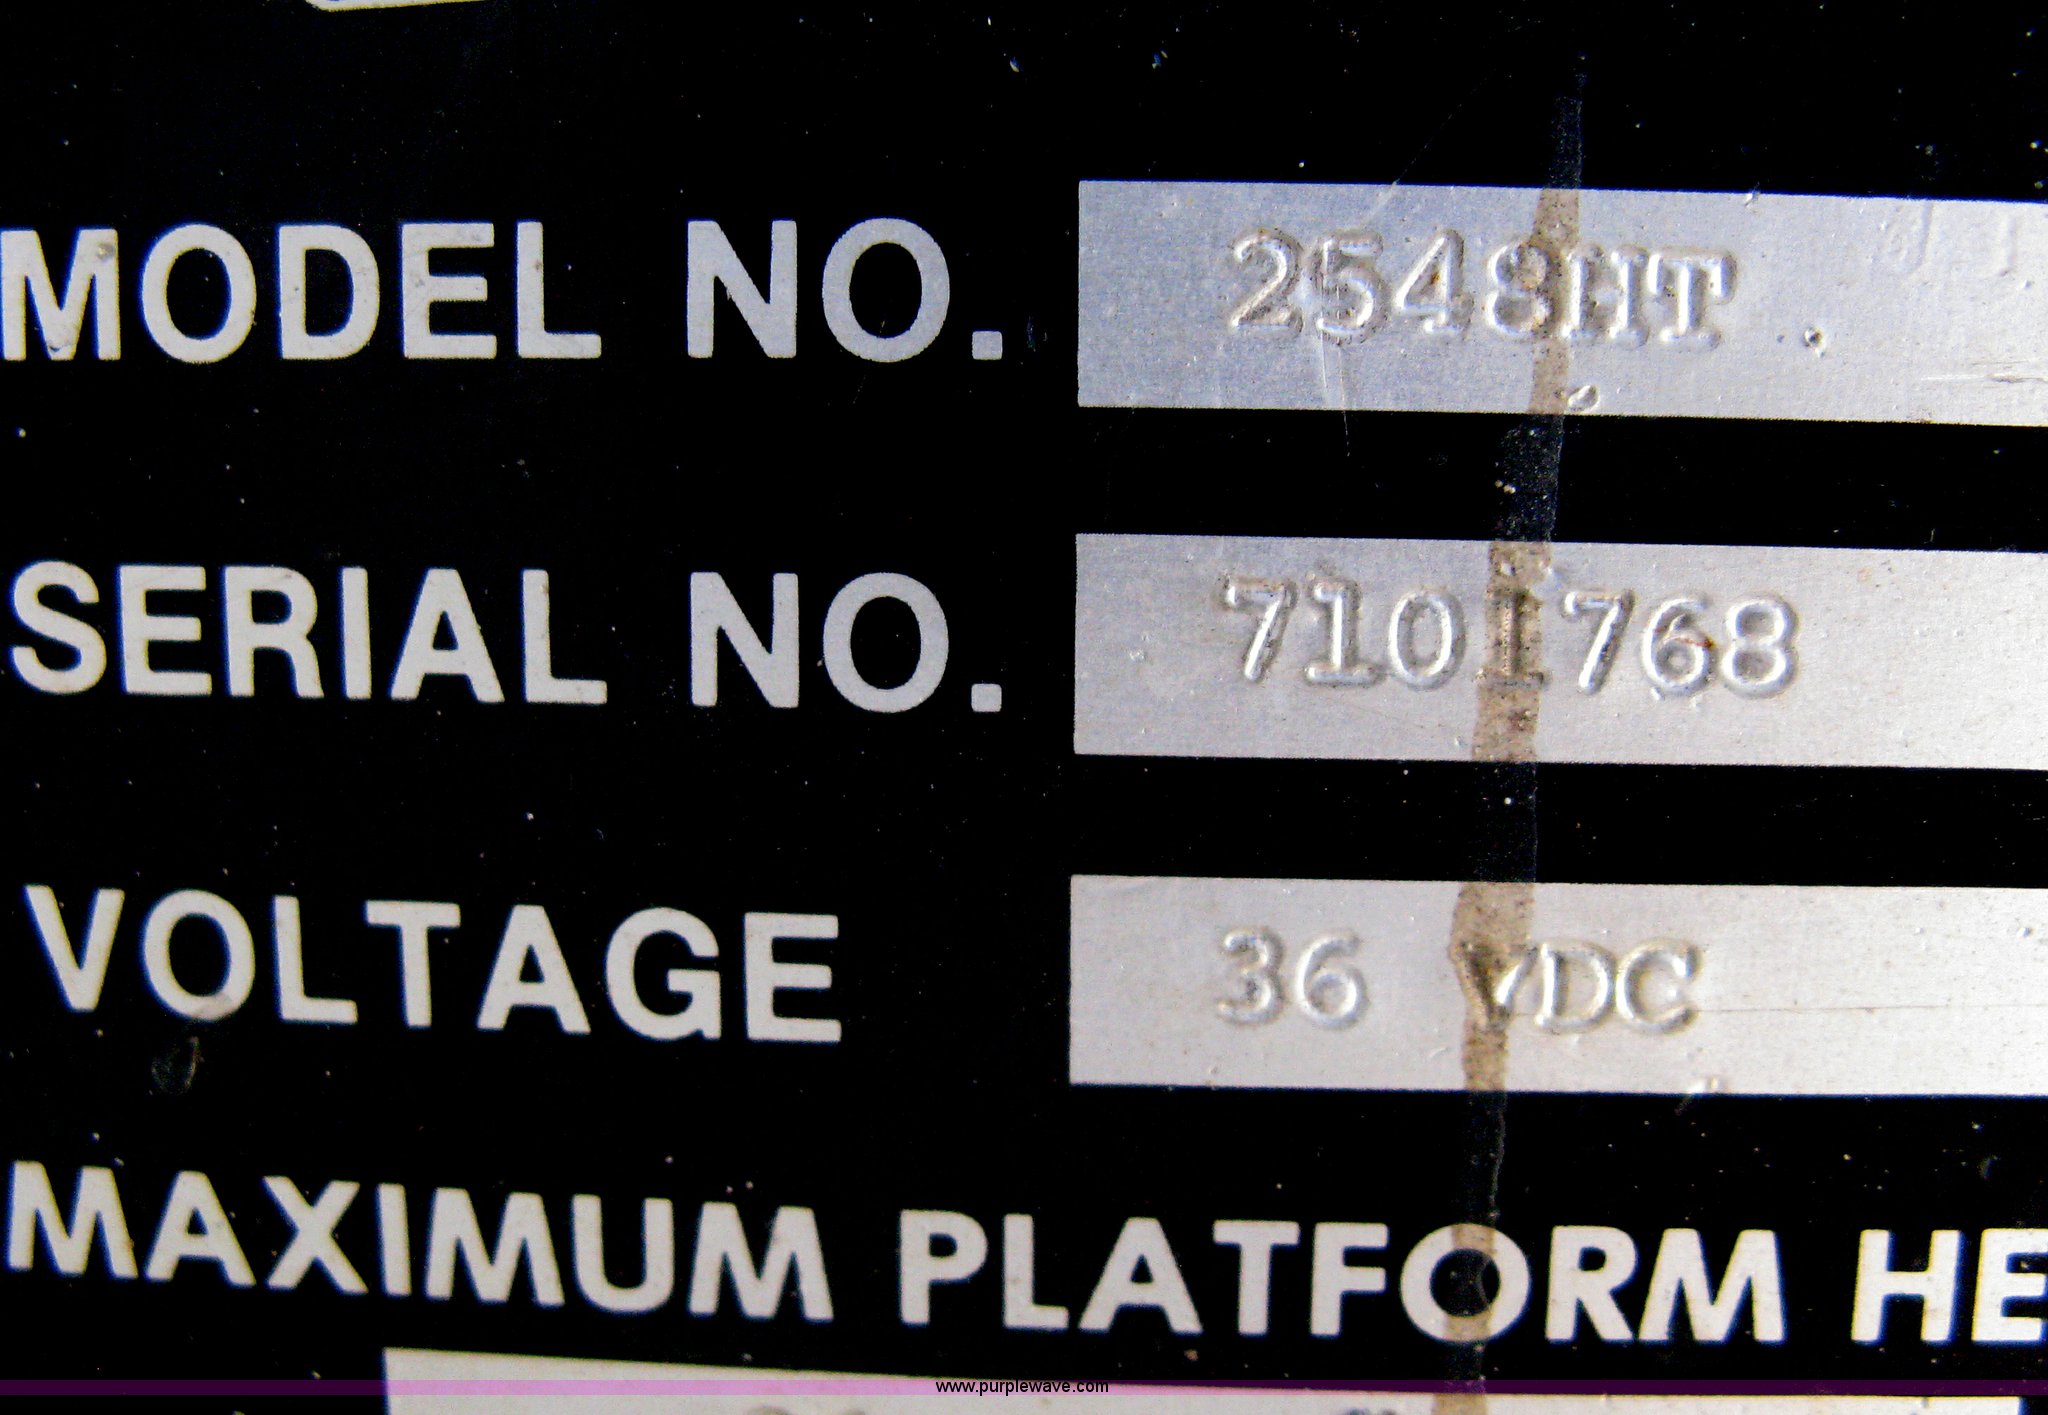 MODEL NO. 2548HT
SERIAL NO. 7101768
VOLTAGE 36 VDC
MAXIMUM PLATFORM HE
www.purplewave.com